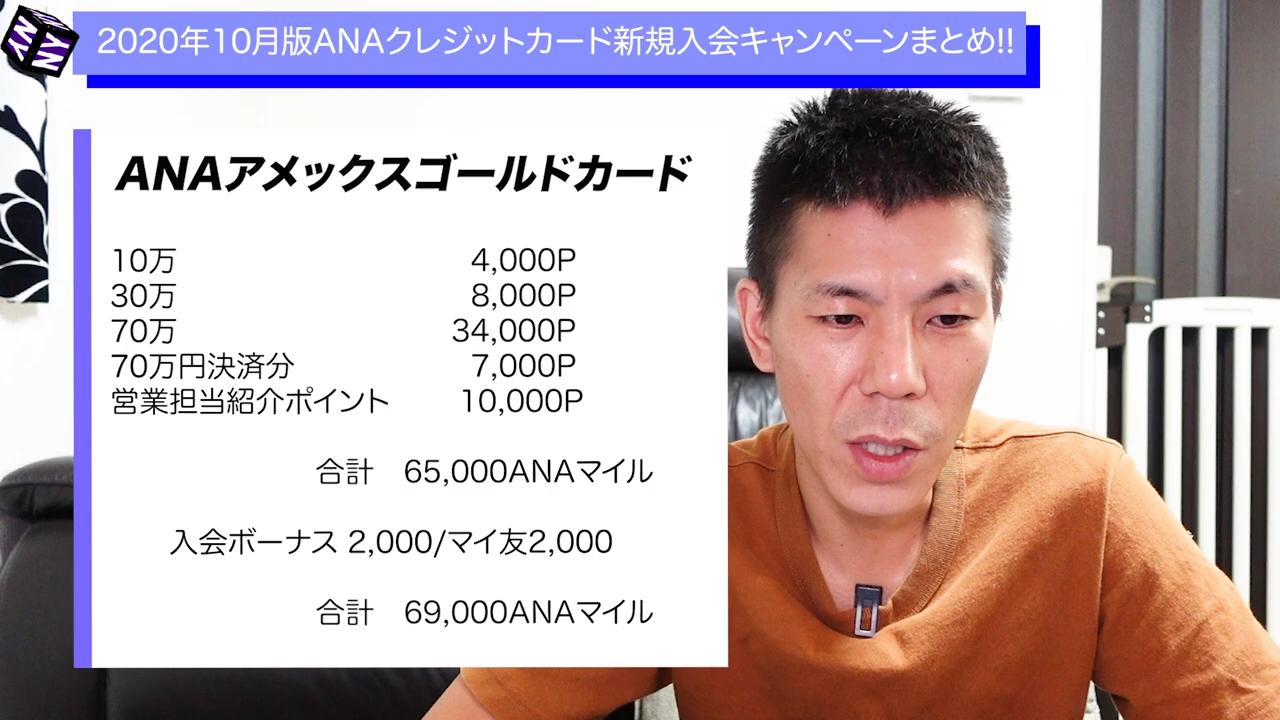 2020年10月版ANAクレジットカード新規入会キャンペーンまとめ!!
ANAアメックスゴールドカード
10万 4,000P
30万 8,000P
70万 34,000P
70万円決済分 7,000P
営業担当紹介ポイント 10,000P
合計 65,000ANAマイル
入会ボーナス 2,000/マイ友2,000
合計 69,000ANAマイル